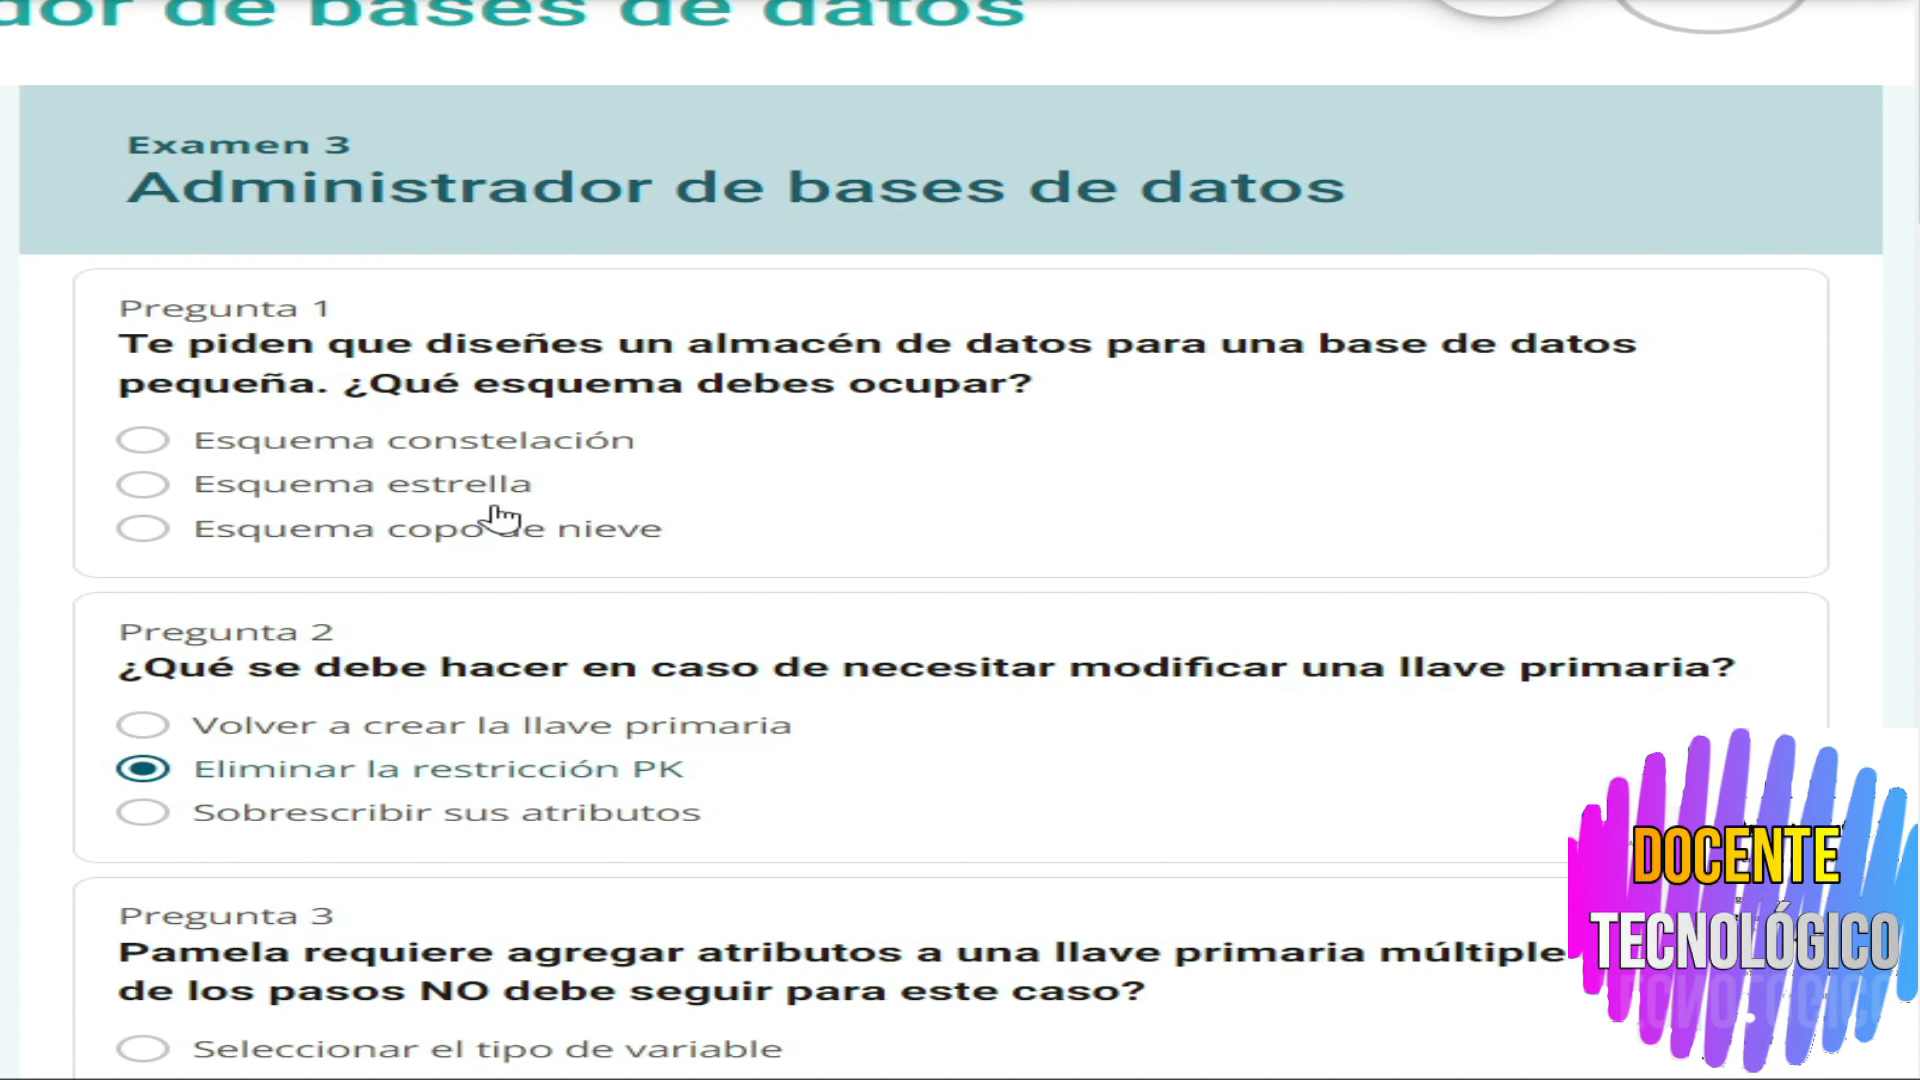 dor de bases de datos
Examen 3
Administrador de bases de datos
Pregunta 1
Te piden que diseñes un almacén de datos para una base de datos
pequeña. ¿Qué esquema debes ocupar?
Esquema constelación
Esquema estrella
Esquema copo de nieve
Pregunta 2
¿Qué se debe hacer en caso de necesitar modificar una llave primaria?
Volver a crear la llave primaria
Eliminar la restricción PK
Sobrescribir sus atributos
Pregunta 3
Pamela requiere agregar atributos a una llave primaria múltiple
de los pasos NO debe seguir para este caso?
Seleccionar el tipo de variable
DOCENTE
TECNOLÓGICO